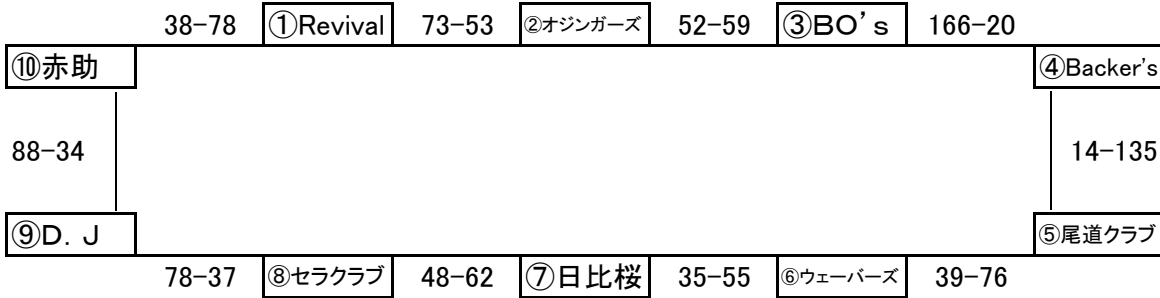 38-78 ①Revival 73-53 ②オジンガーズ 52-59 ③BO's 166-20
⑩赤助 ④Backer's
88-34 14-135
⑨D．J ⑤尾道クラブ
78-37 ⑧セラクラブ 48-62 ⑦日比桜 35-55 ⑥ウェーバーズ 39-76